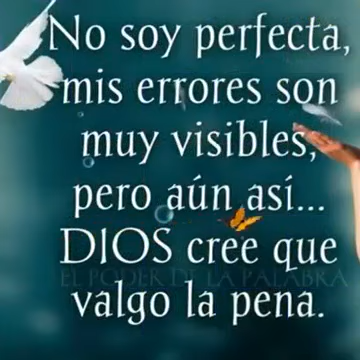 No soy perfecta,
mis errores son
muy visibles,
pero aún así...
DIOS cree que
EL PODER DE LA PALABRA
valgo la pena.